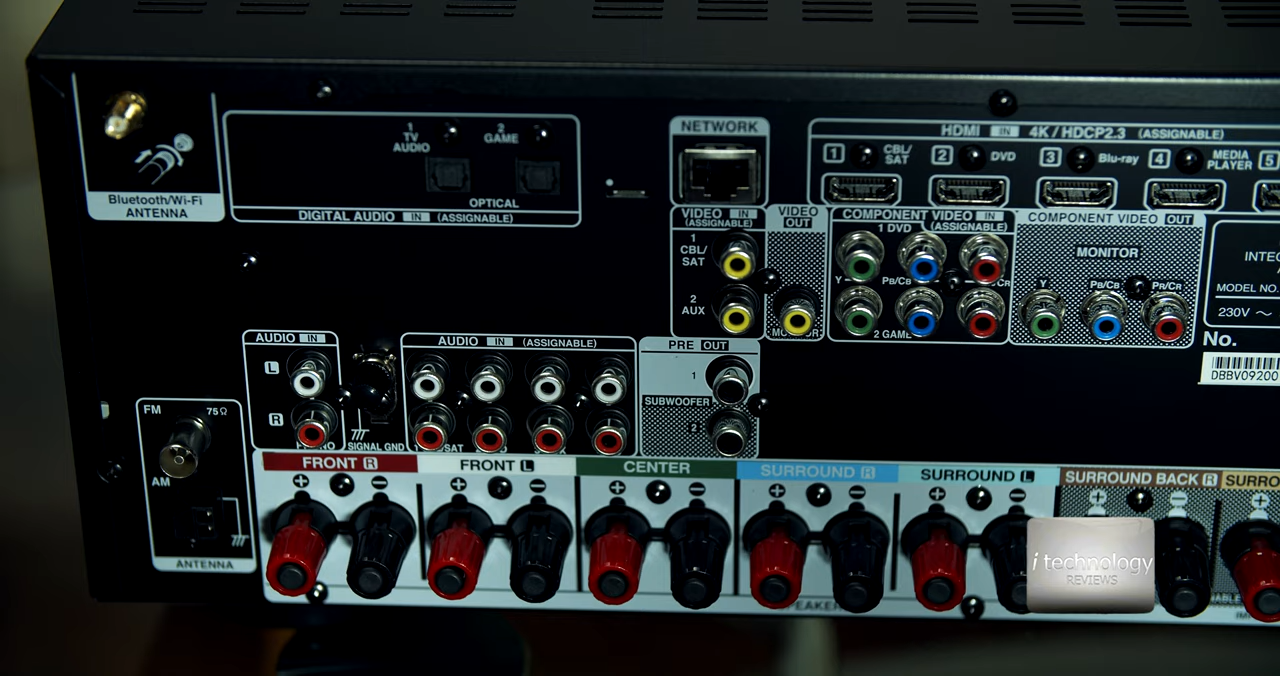 Bluetooth/Wi-Fi
ANTENNA
1
TV
AUDIO
2
GAME
OPTICAL
DIGITAL AUDIO IN (ASSIGNABLE)
NETWORK
HDMI IN 4K / HDCP2.3 (ASSIGNABLE)
1 CBL/
SAT
2 DVD
3 Blu-ray
4 MEDIA
PLAYER
5
VIDEO IN
(ASSIGNABLE)
1
CBL/
SAT
2
AUX
VIDEO
OUT
COMPONENT VIDEO IN
1 DVD (ASSIGNABLE)
Y PB/CB
2 GAME
COMPONENT VIDEO OUT
MONITOR
Y PB/CB PR/CR
MODEL NO.
230V ~
No.
DBBV09200
AUDIO IN
L
R
SIGNAL GND
AUDIO IN (ASSIGNABLE)
PRE OUT
1
SUBWOOFER
2
FM 75Ω
AM
ANTENNA
FRONT R
FRONT L
CENTER
SURROUND R
SURROUND L
SURROUND BACK R
+ − + − + − + − + − + − +
i technology
REVIEWS